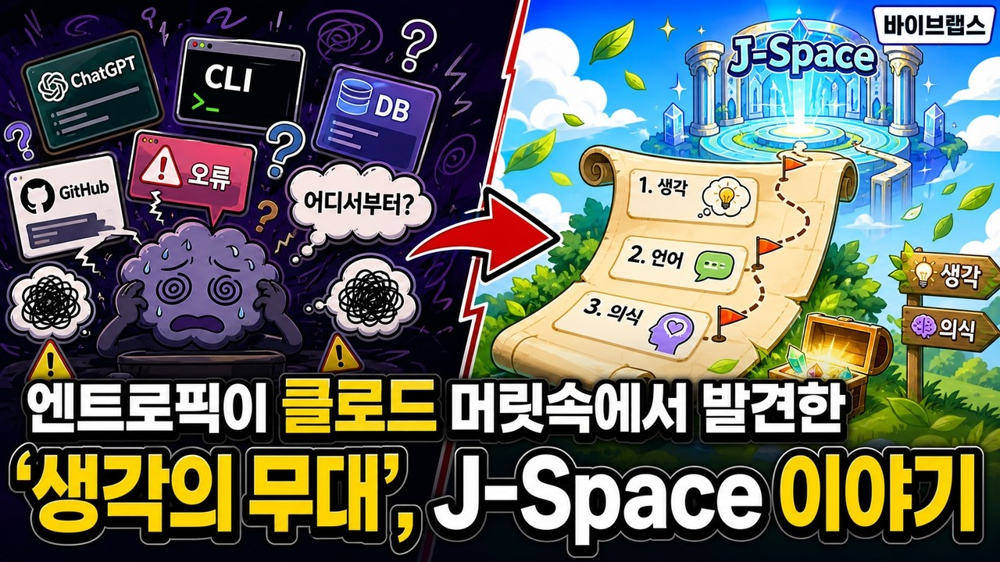 ChatGPT
CLI
>_
DB
GitHub
오류
어디서부터?
바이브랩스
J-Space
1. 생각
2. 언어
3. 의식
생각
의식
엔트로픽이 클로드 머릿속에서 발견한
‘생각의 무대’, J-Space 이야기